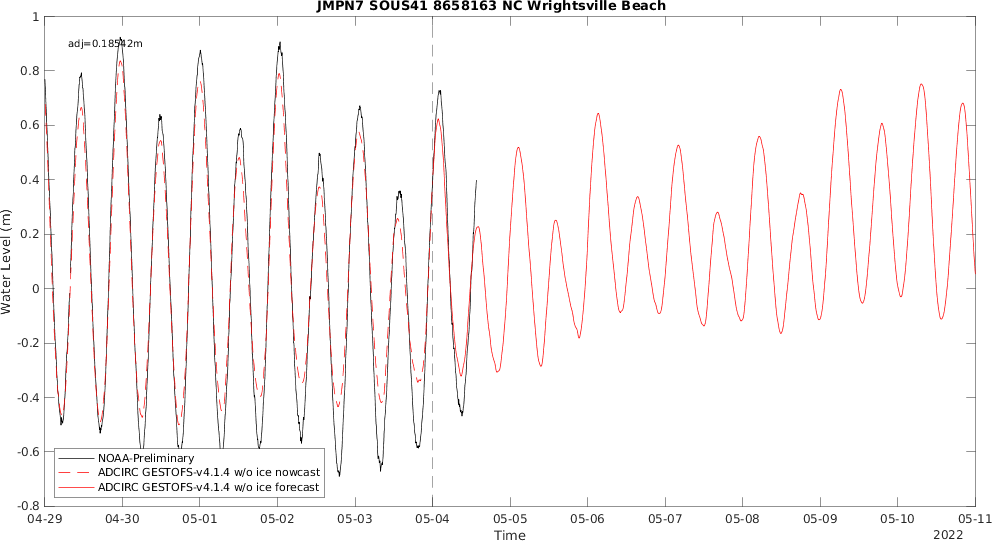 JMPN7 SOUS41 8658163 NC Wrightsville Beach
adj=0.18542m
1
0.8
0.6
0.4
0.2
0
-0.2
-0.4
-0.6
-0.8
Water Level (m)
NOAA-Preliminary
ADCIRC GESTOFS-v4.1.4 w/o ice nowcast
ADCIRC GESTOFS-v4.1.4 w/o ice forecast
04-29 04-30 05-01 05-02 05-03 05-04 05-05 05-06 05-07 05-08 05-09 05-10 05-11
Time
2022